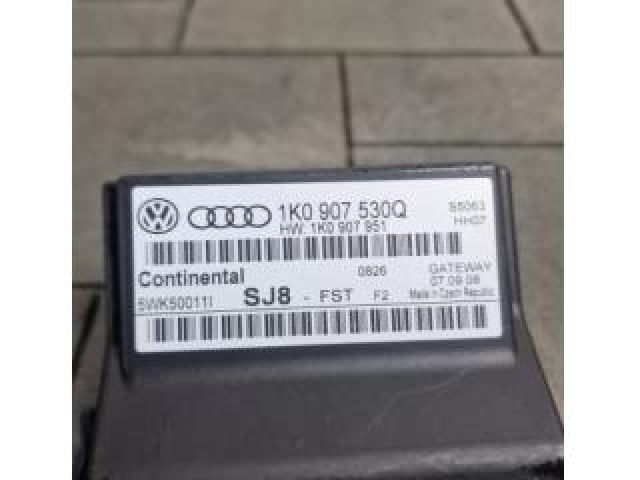 1K0 907 530Q
HW: 1K0 907 951
S5063
HH07
Continental
0826
GATEWAY
5WK50011I
SJ8 - FST F2
07.09.08
Made in Czech Republic